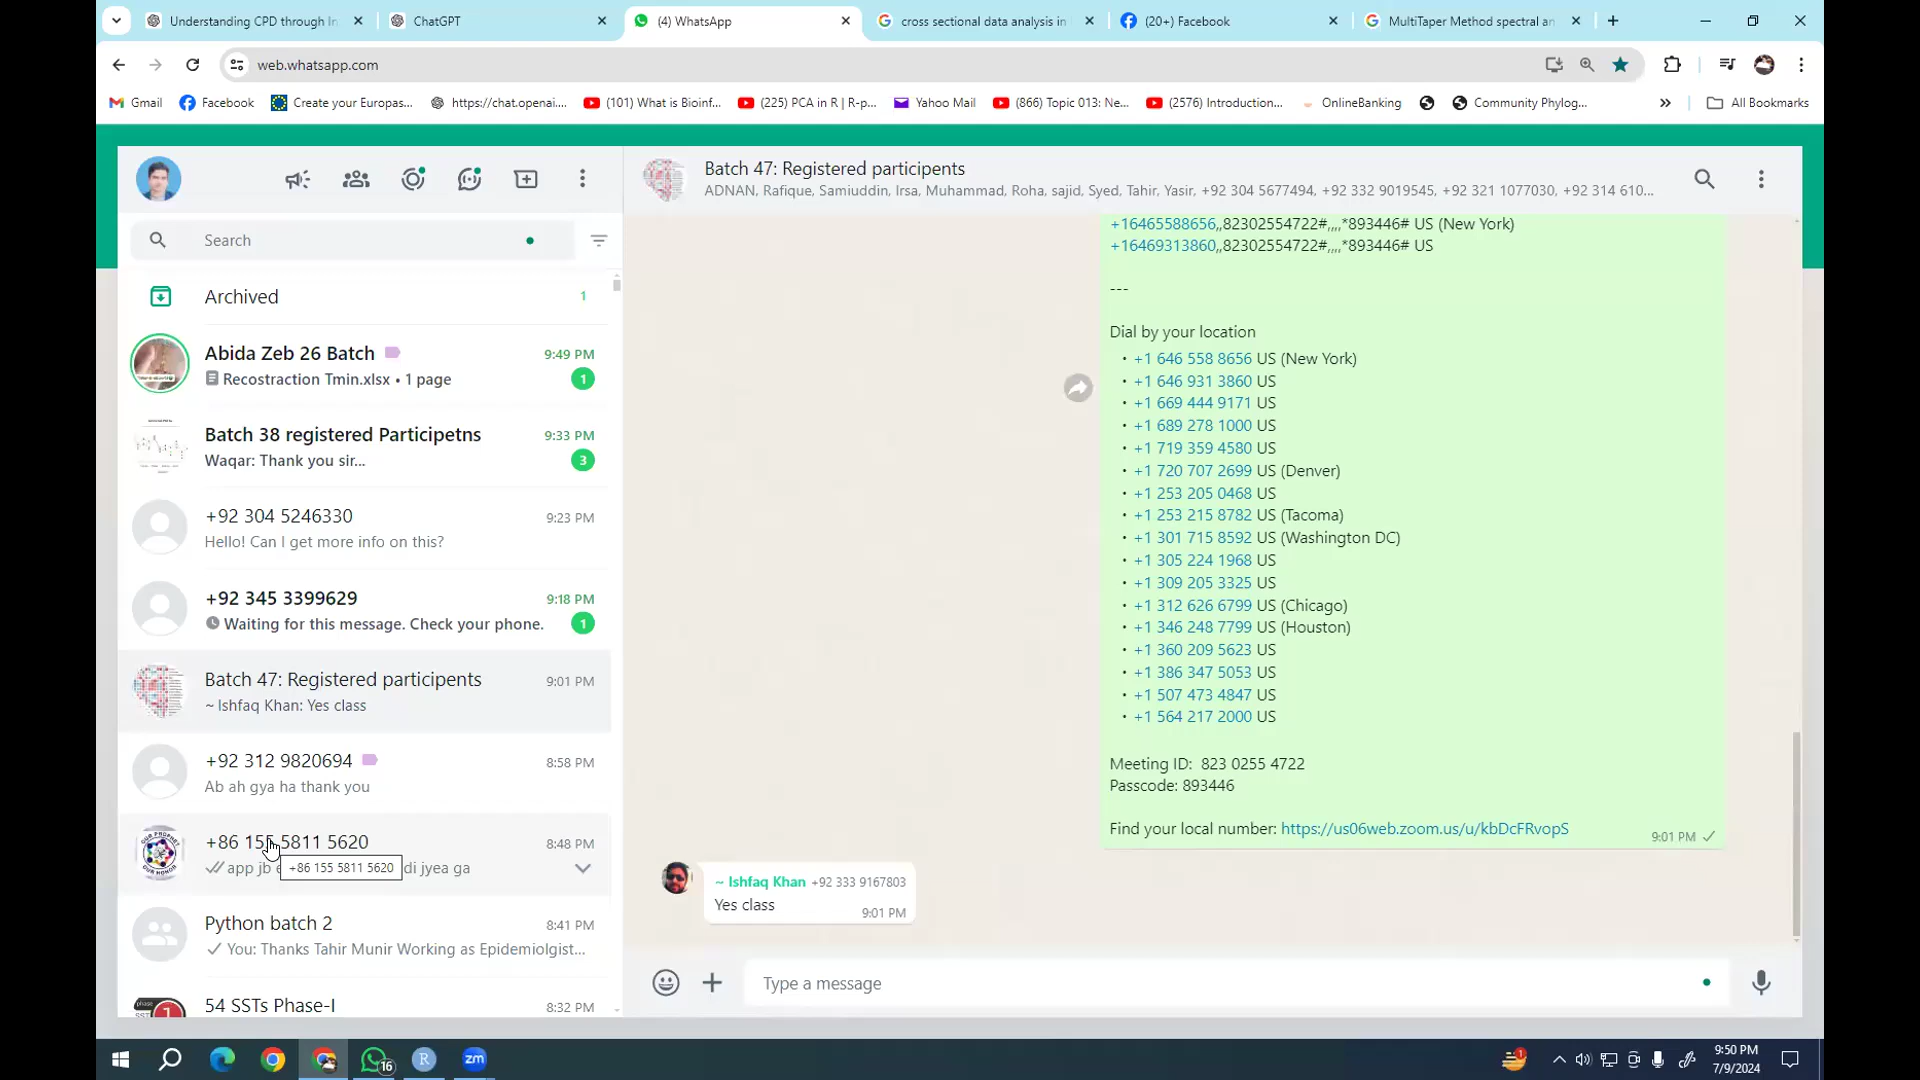 Understanding CPD through In
ChatGPT
(4) WhatsApp
cross sectional data analysis in
(20+) Facebook
MultiTaper Method spectral an
web.whatsapp.com
Gmail
Facebook
Create your Europas...
https://chat.openai....
(101) What is Bioinf...
(225) PCA in R | R-p...
Yahoo Mail
(866) Topic 013: Ne...
(2576) Introduction...
OnlineBanking
Community Phylog...
»
All Bookmarks
Batch 47: Registered participents
ADNAN, Rafique, Samiuddin, Irsa, Muhammad, Roha, sajid, Syed, Tahir, Yasir, +92 304 5677494, +92 332 9019545, +92 321 1077030, +92 314 610...
Search
Archived
1
Abida Zeb 26 Batch
9:49 PM
Recostraction Tmin.xlsx • 1 page
1
Batch 38 registered Participetns
9:33 PM
Waqar: Thank you sir...
3
+92 304 5246330
9:23 PM
Hello! Can I get more info on this?
+92 345 3399629
9:18 PM
Waiting for this message. Check your phone.
1
Batch 47: Registered participents
9:01 PM
~ Ishfaq Khan: Yes class
+92 312 9820694
8:58 PM
Ab ah gya ha thank you
+86 155 5811 5620
8:48 PM
app jb
+86 155 5811 5620
di jyea ga
Python batch 2
8:41 PM
You: Thanks Tahir Munir Working as Epidemiolgist...
54 SSTs Phase-I
8:32 PM
+16465588656,,82302554722#,,,,*893446# US (New York)
+16469313860,,82302554722#,,,,*893446# US
---
Dial by your location
• +1 646 558 8656 US (New York)
• +1 646 931 3860 US
• +1 669 444 9171 US
• +1 689 278 1000 US
• +1 719 359 4580 US
• +1 720 707 2699 US (Denver)
• +1 253 205 0468 US
• +1 253 215 8782 US (Tacoma)
• +1 301 715 8592 US (Washington DC)
• +1 305 224 1968 US
• +1 309 205 3325 US
• +1 312 626 6799 US (Chicago)
• +1 346 248 7799 US (Houston)
• +1 360 209 5623 US
• +1 386 347 5053 US
• +1 507 473 4847 US
• +1 564 217 2000 US
Meeting ID: 823 0255 4722
Passcode: 893446
Find your local number: https://us06web.zoom.us/u/kbDcFRvopS
9:01 PM
~ Ishfaq Khan +92 333 9167803
Yes class
9:01 PM
Type a message
16
R
zm
1
9:50 PM
7/9/2024